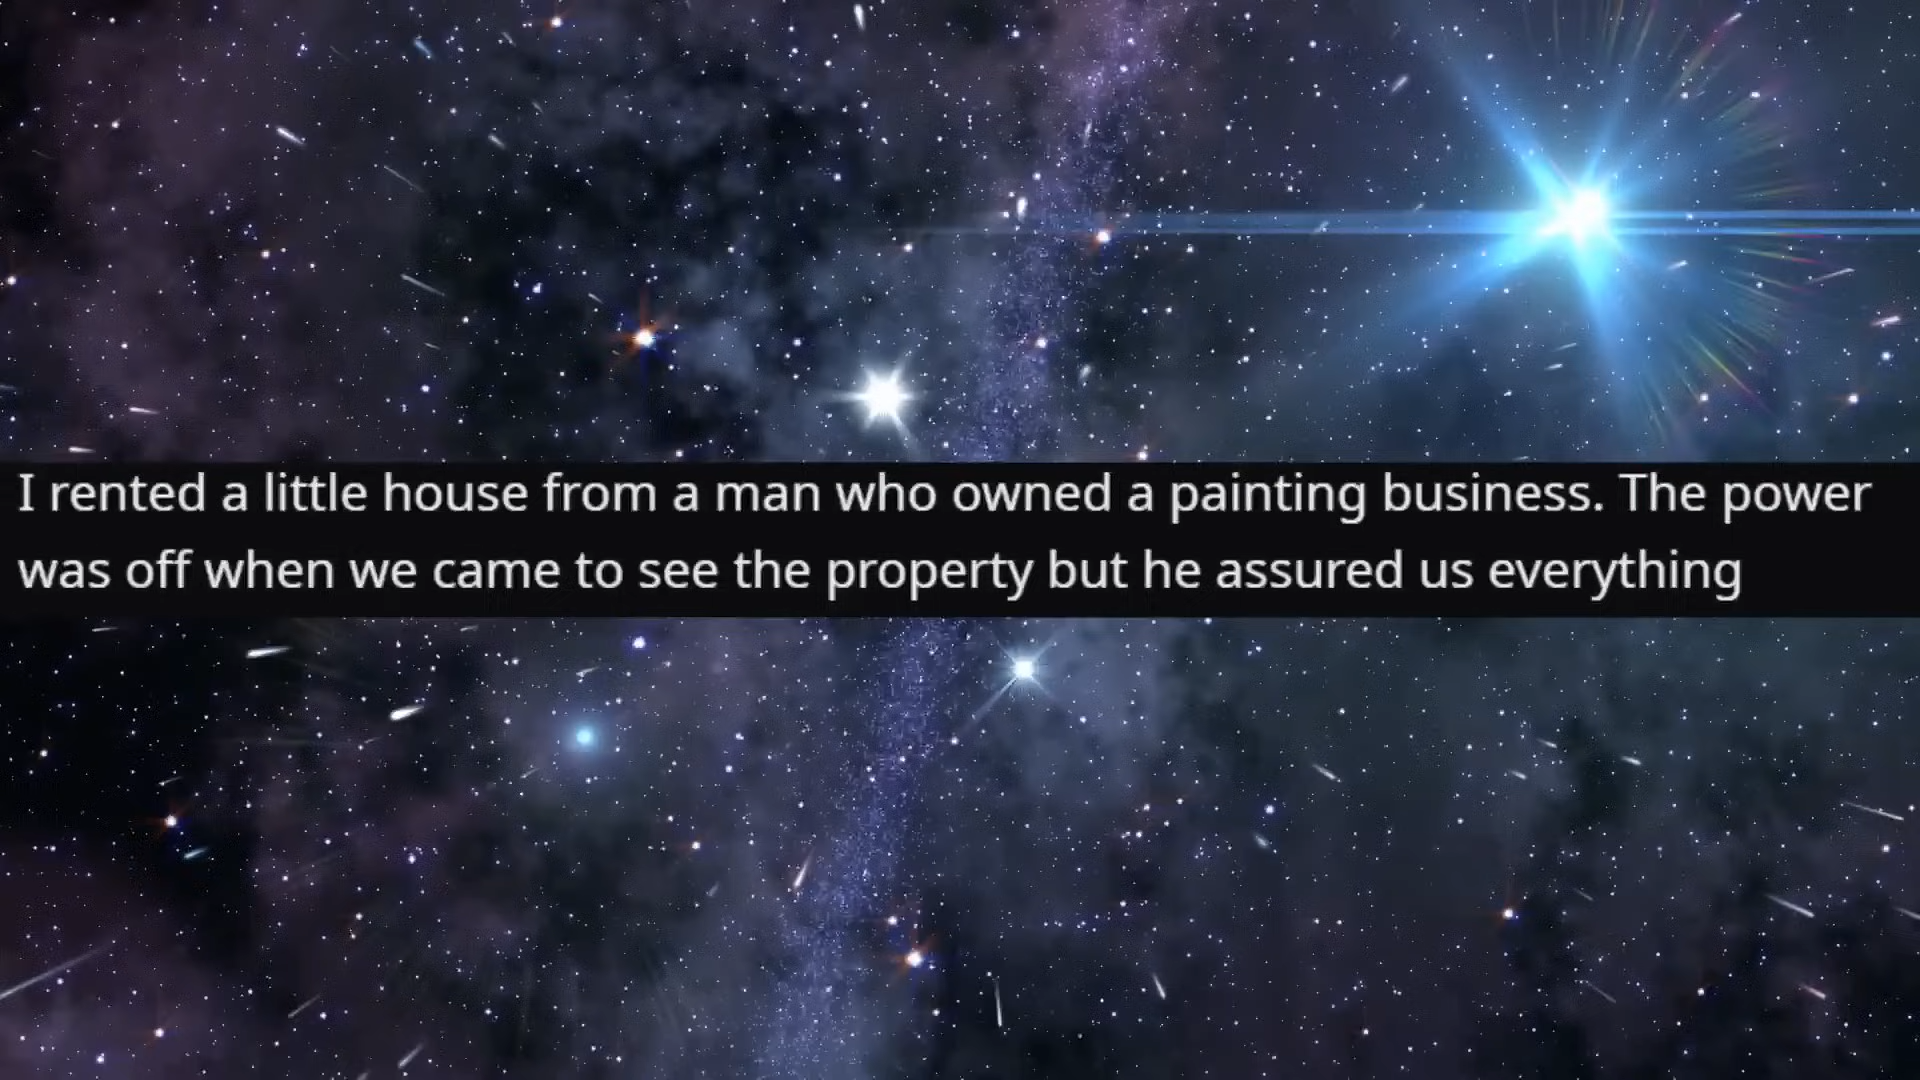 I rented a little house from a man who owned a painting business. The power
was off when we came to see the property but he assured us everything